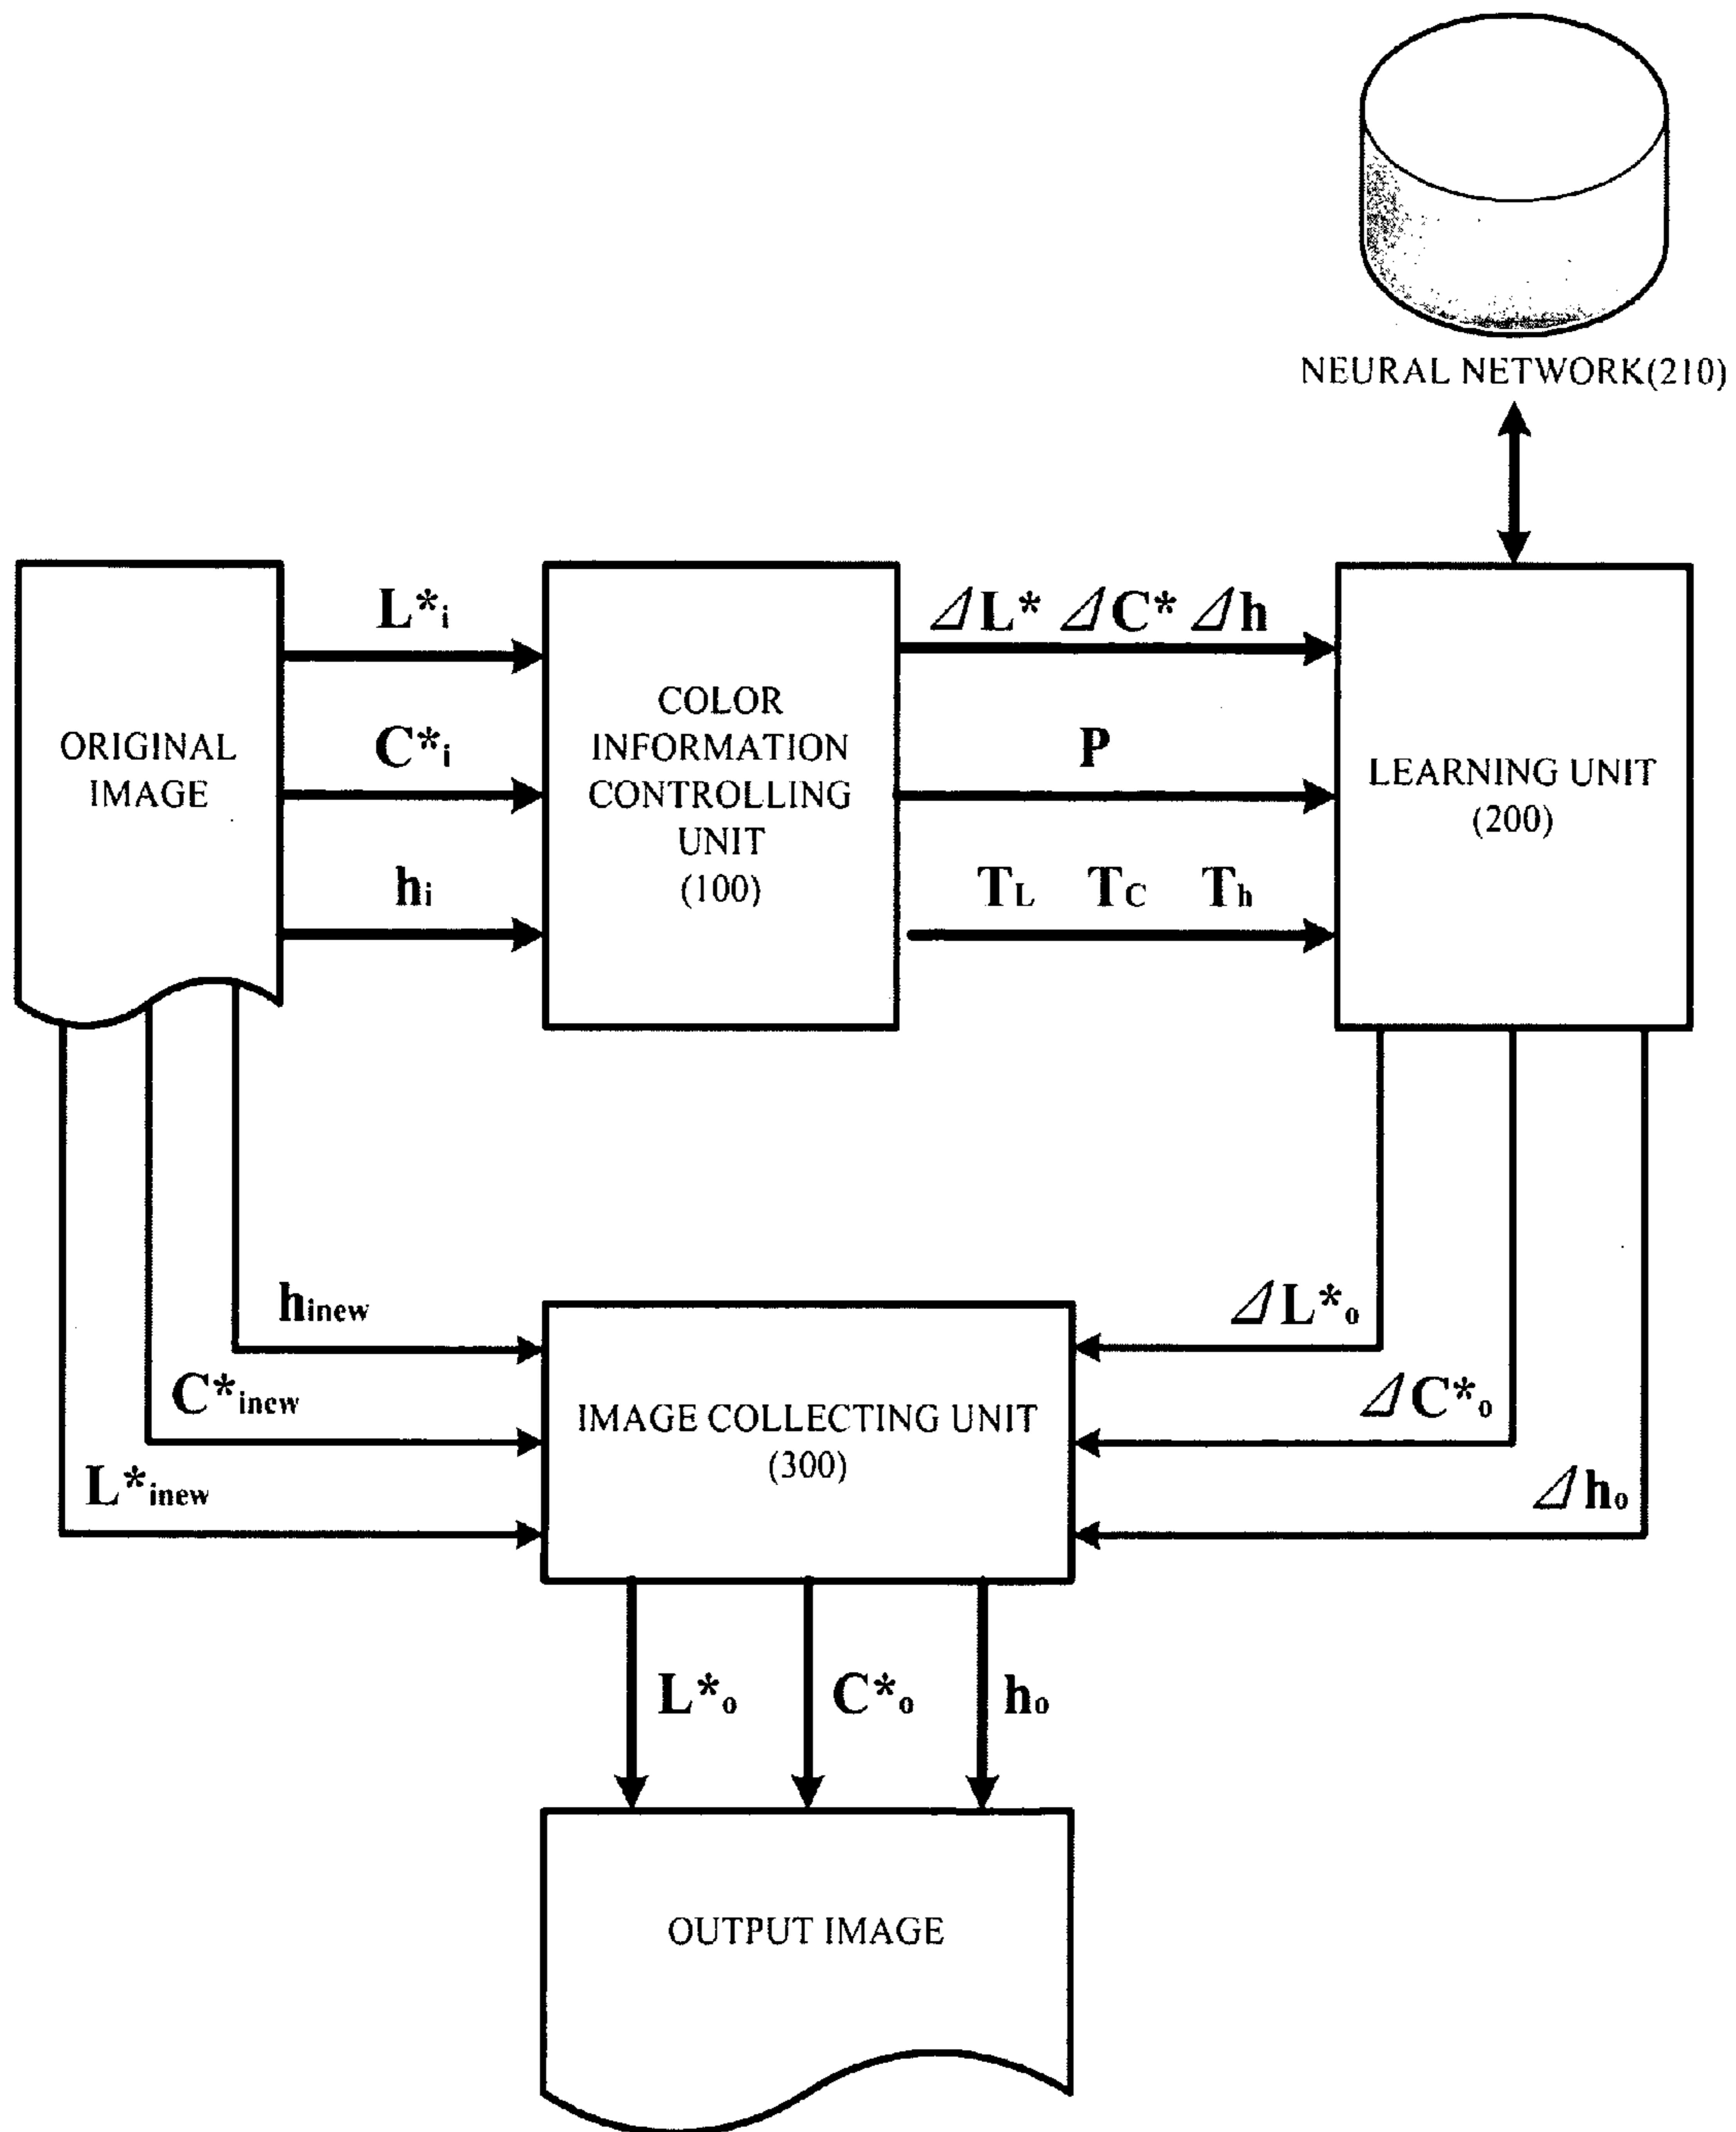 NEURAL NETWORK(210)
L*i
C*i
hi
ORIGINAL
IMAGE
COLOR
INFORMATION
CONTROLLING
UNIT
(100)
ΔL* ΔC* Δh
P
TL TC Th
LEARNING UNIT
(200)
hinew
C*inew
L*inew
IMAGE COLLECTING UNIT
(300)
ΔL*o
ΔC*o
Δho
L*o C*o ho
OUTPUT IMAGE